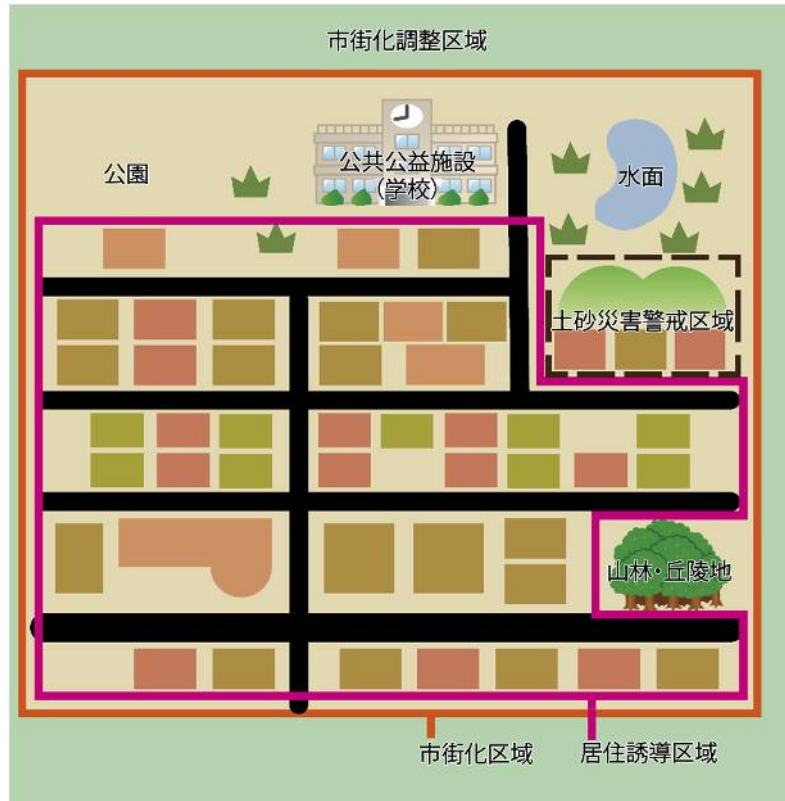 市街化調整区域
公園
公共公益施設
(学校)
水面
土砂災害警戒区域
山林・丘陵地
市街化区域
居住誘導区域